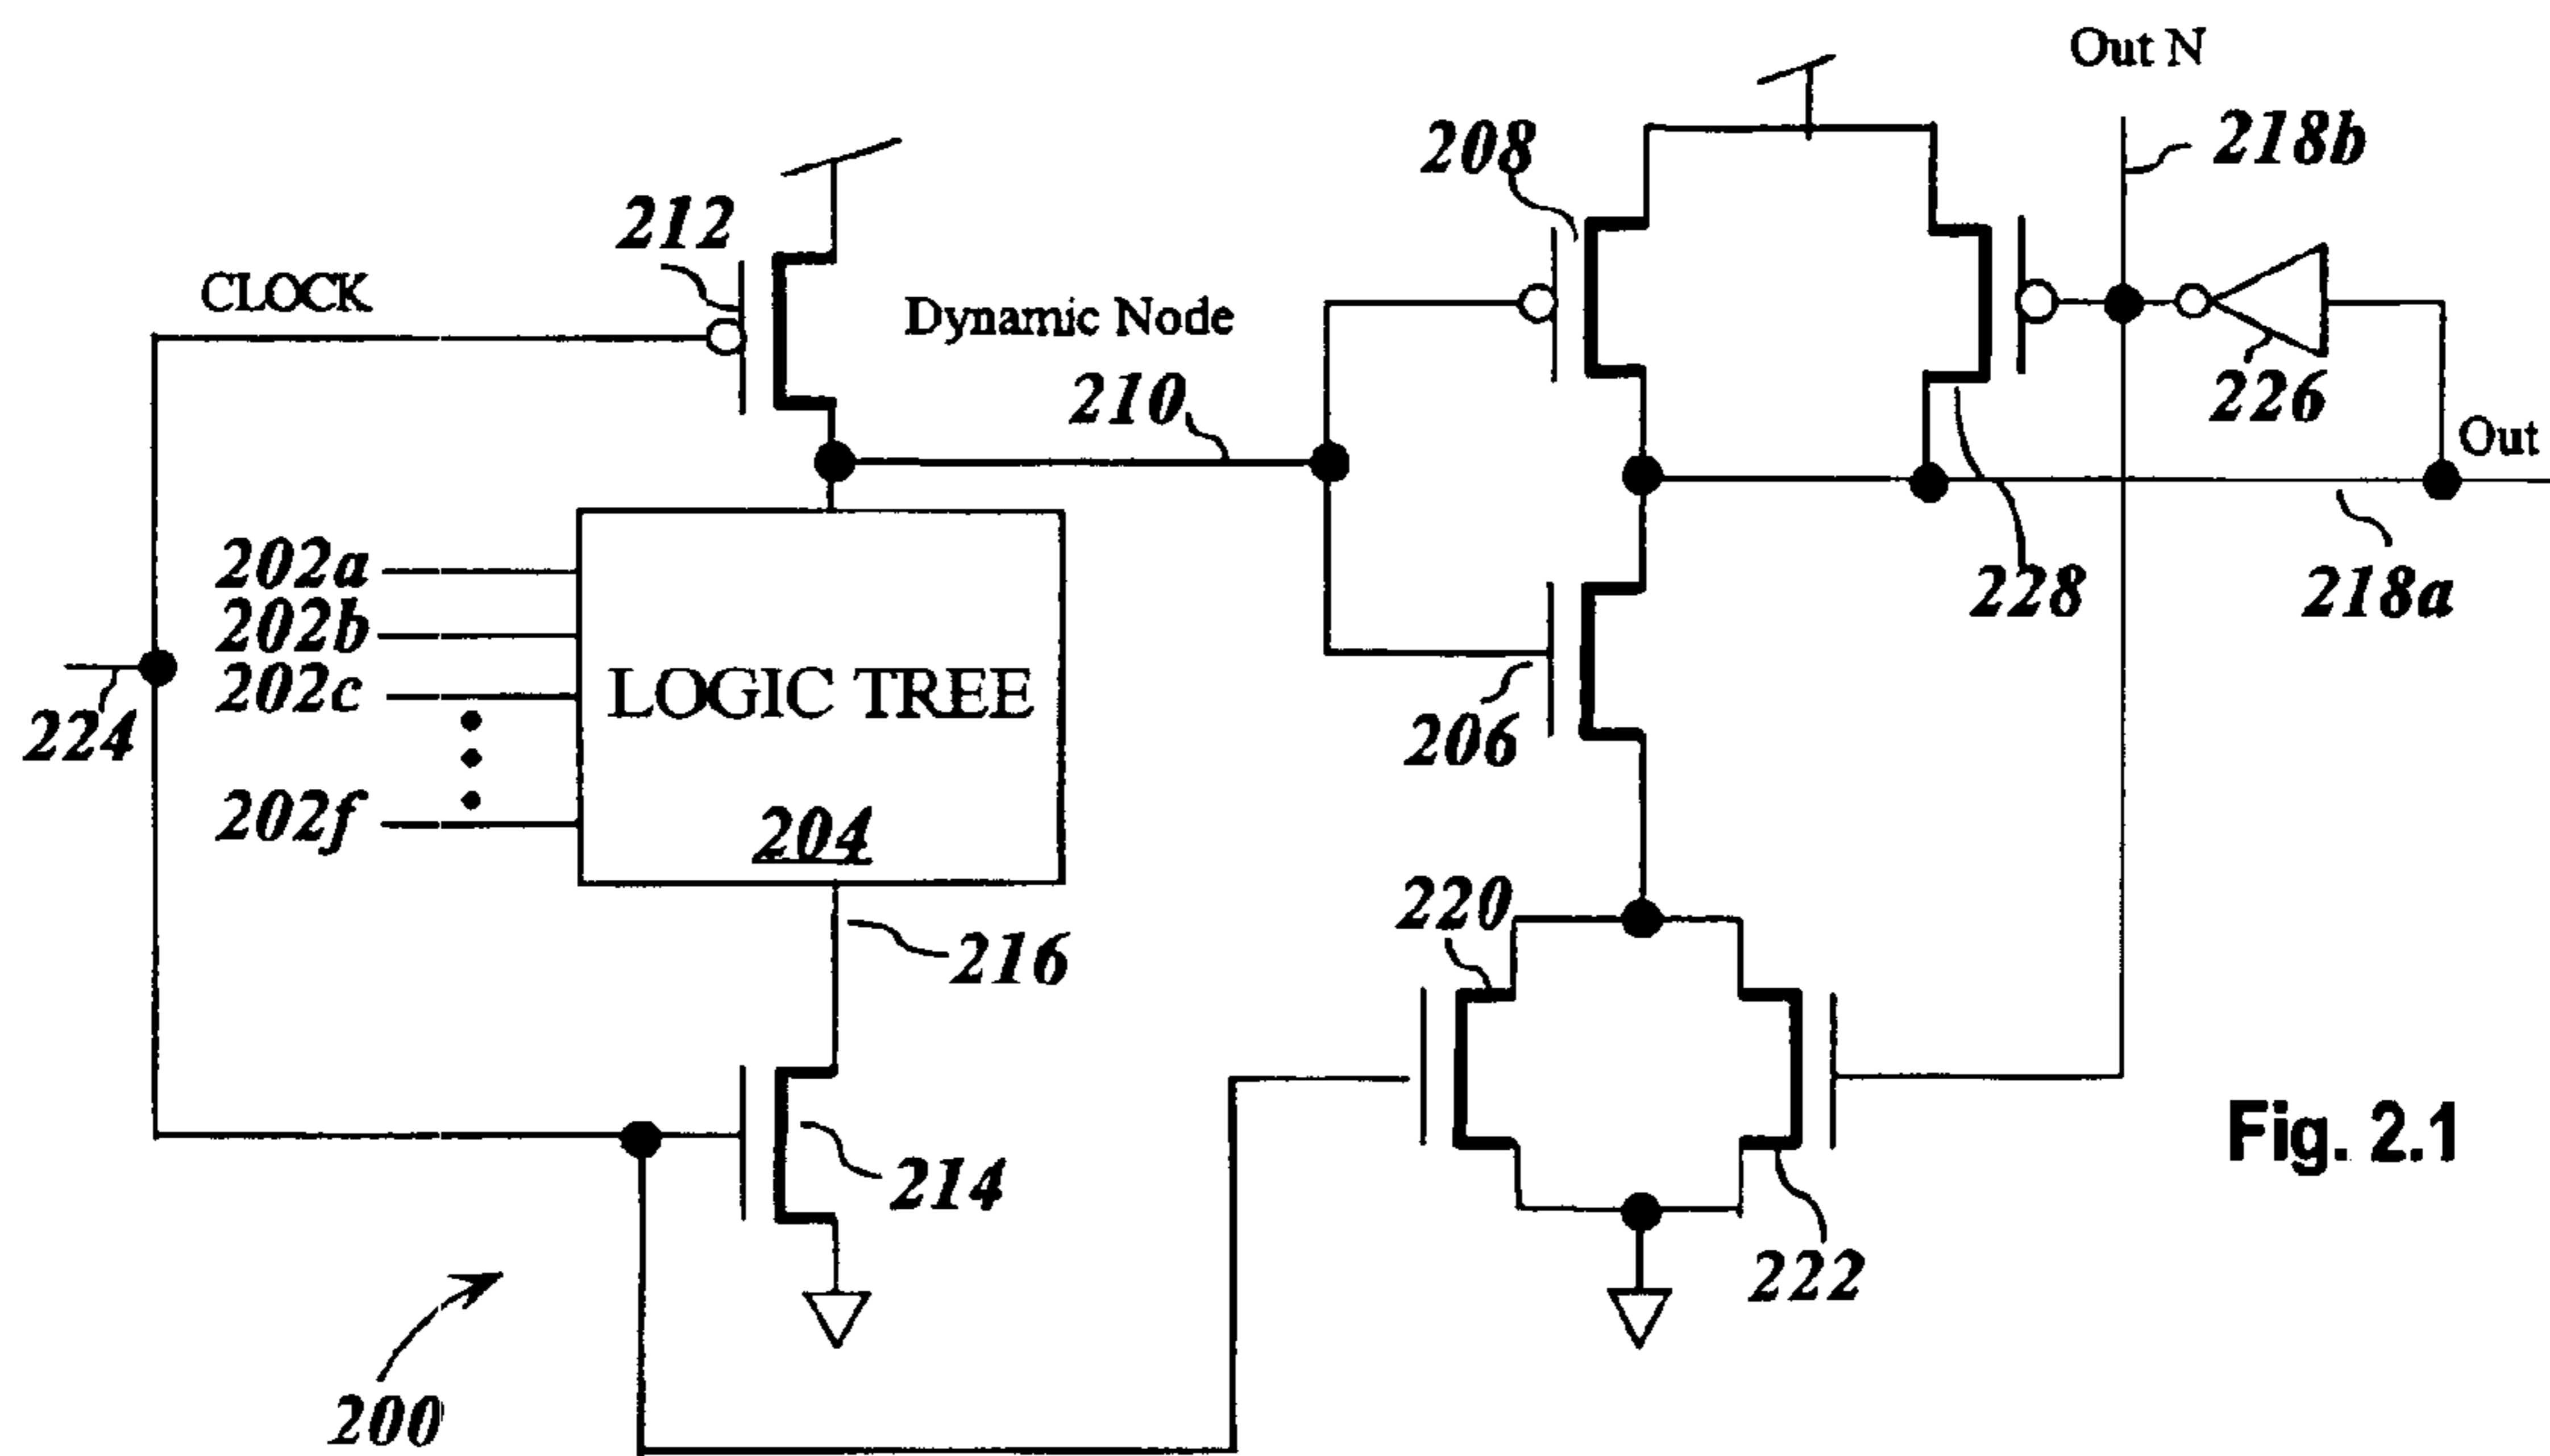 Out N
218b
208
212
CLOCK
Dynamic Node
210
226
Out
202a
202b
202c
202f
224
LOGIC TREE
204
206
228
218a
220
216
214
222
Fig. 2.1
200